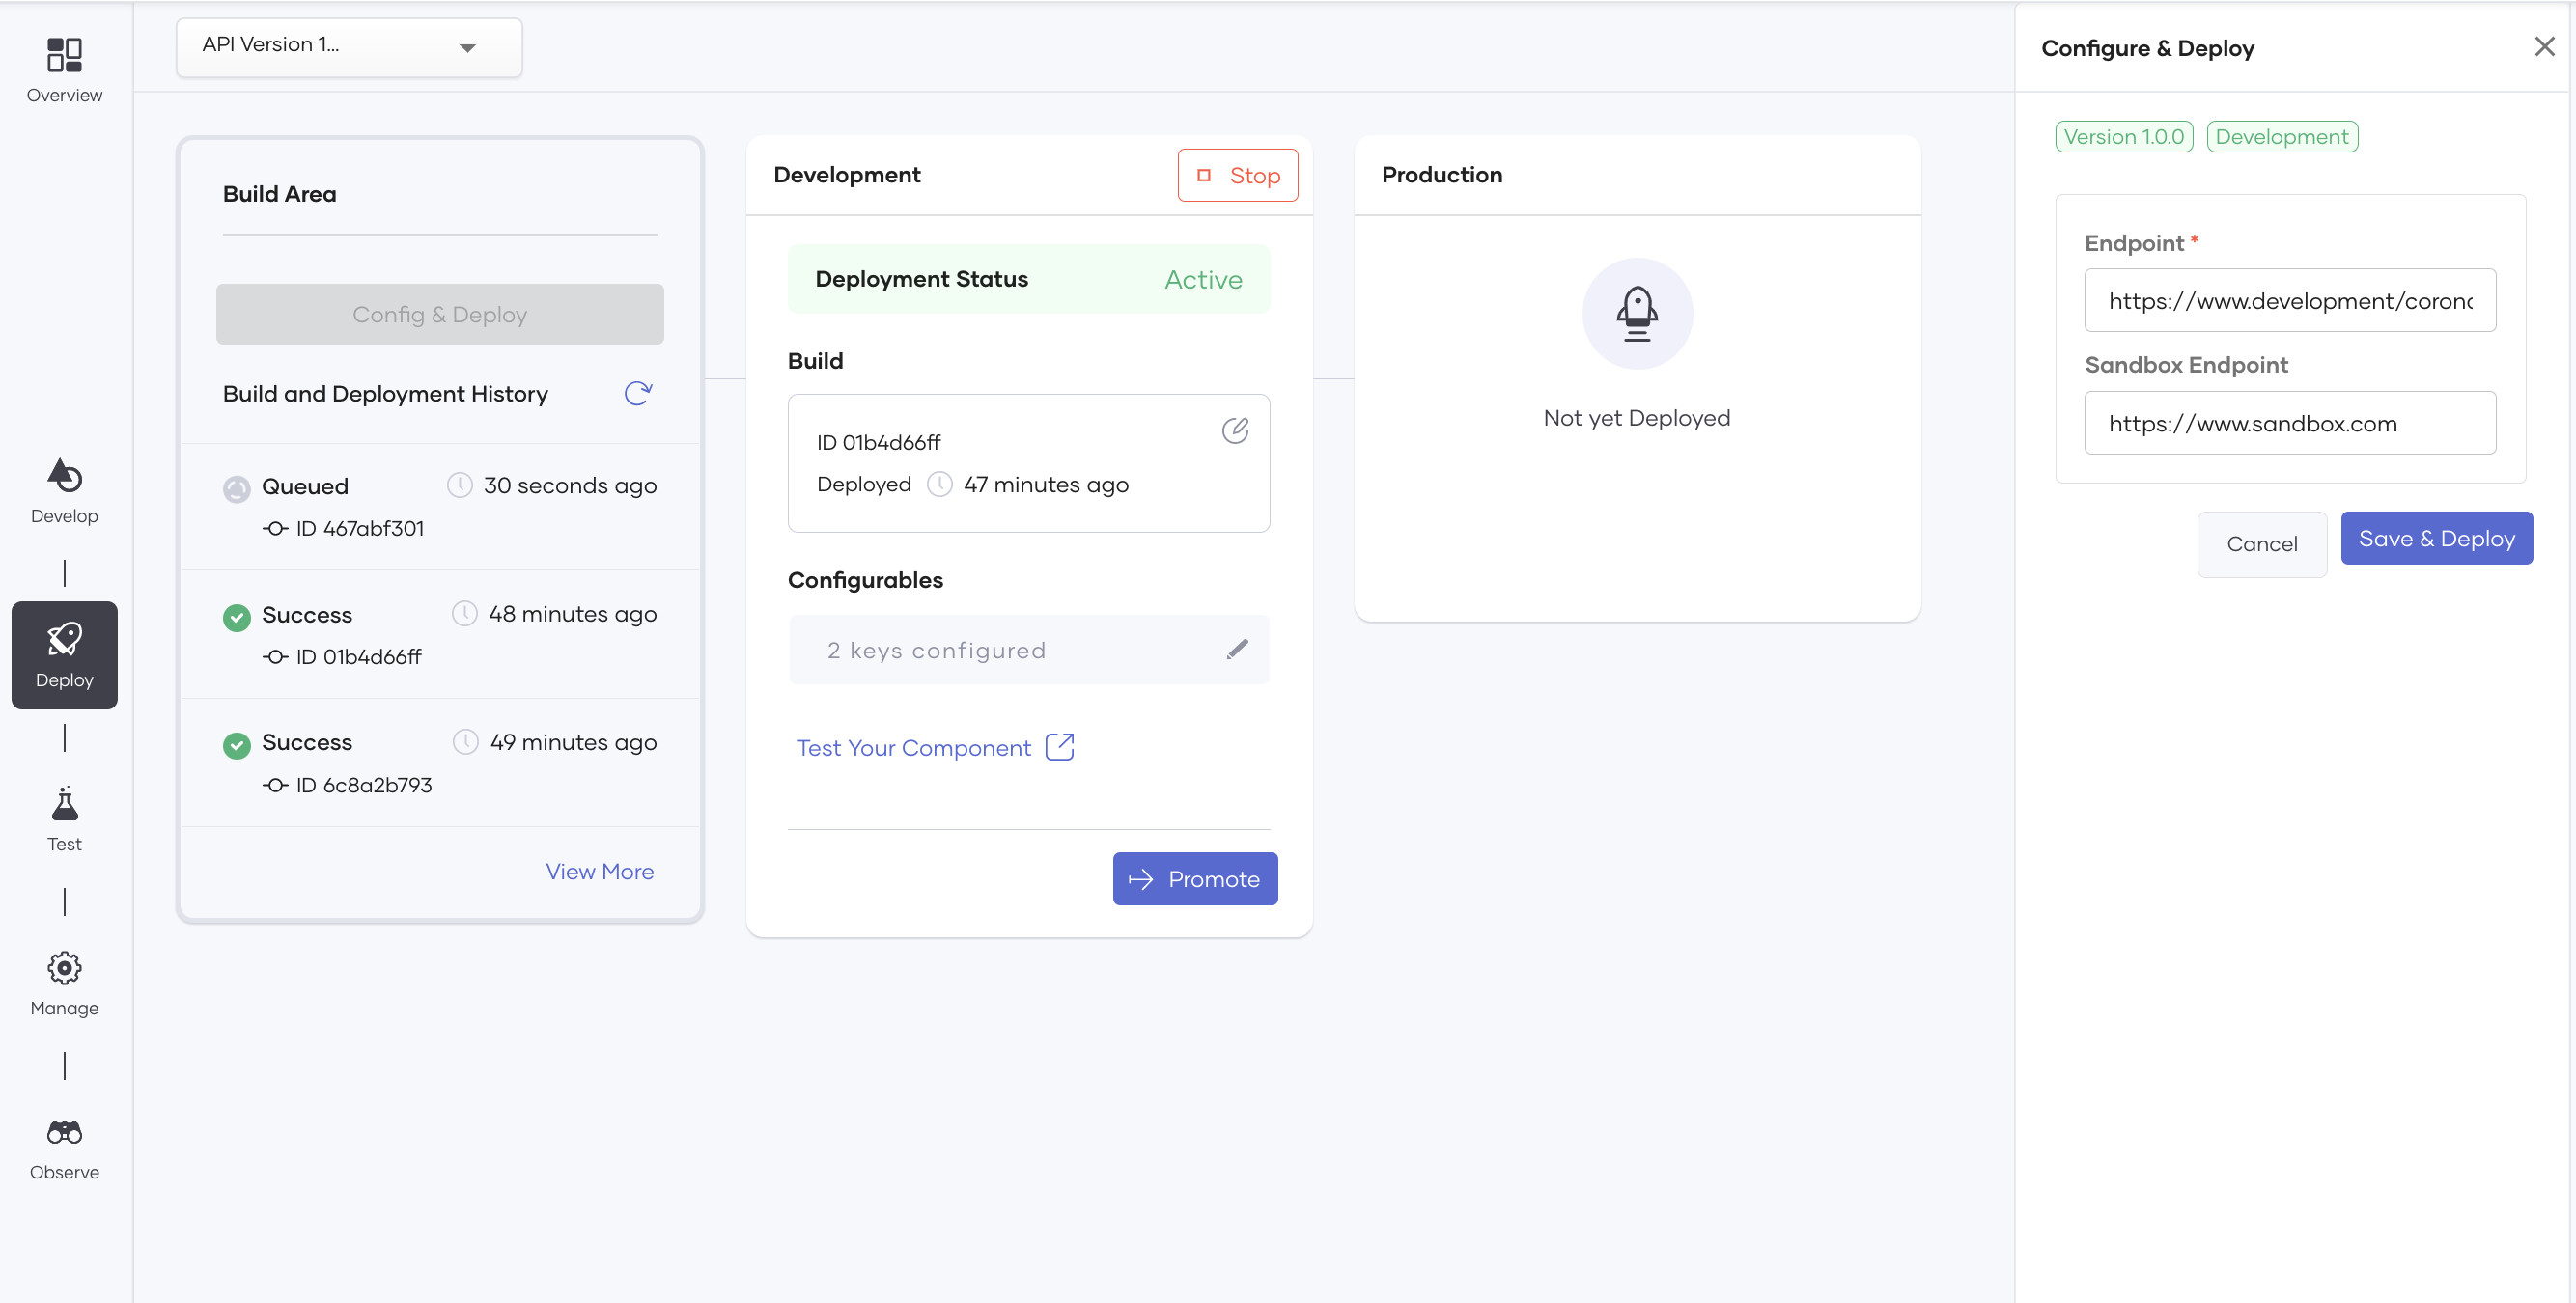 Overview
Develop
Deploy
Test
Manage
Observe
API Version 1...
Build Area
Config & Deploy
Build and Deployment History
Queued 30 seconds ago
ID 467abf301
Success 48 minutes ago
ID 01b4d66ff
Success 49 minutes ago
ID 6c8a2b793
View More
Development Stop
Deployment Status Active
Build
ID 01b4d66ff
Deployed 47 minutes ago
Configurables
2 keys configured
Test Your Component
Promote
Production
Not yet Deployed
Configure & Deploy
Version 1.0.0 Development
Endpoint *
https://www.development/coron
Sandbox Endpoint
https://www.sandbox.com
Cancel Save & Deploy